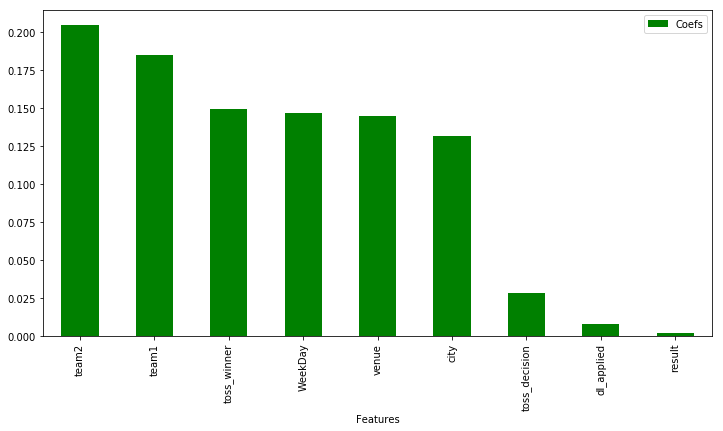 Coefs
0.200
0.175
0.150
0.125
0.100
0.075
0.050
0.025
0.000
team2
team1
toss_winner
WeekDay
venue
city
toss_decision
dl_applied
result
Features